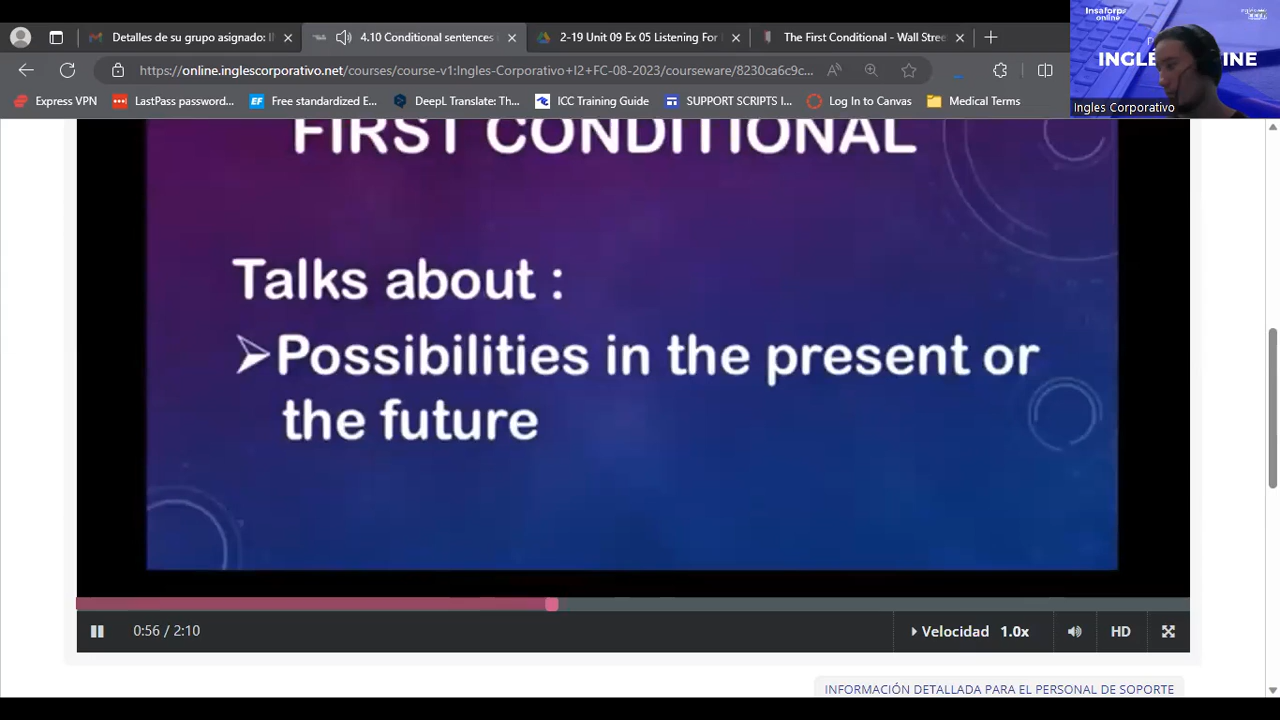 Detalles de su grupo asignado: I
4.10 Conditional sentences
2-19 Unit 09 Ex 05 Listening For
The First Conditional - Wall Stree
Insaforp
online
https://online.inglescorporativo.net/courses/course-v1:Ingles-Corporativo+I2+FC-08-2023/courseware/8230ca6c9c...
INGLE
INE
Ingles Corporativo
Express VPN
LastPass password...
EF Free standardized E...
DeepL Translate: Th...
ICC Training Guide
SUPPORT SCRIPTS I...
Log In to Canvas
Medical Terms
FIRST CONDITIONAL
Talks about :
➢Possibilities in the present or
the future
0:56 / 2:10
Velocidad 1.0x
HD
INFORMACIÓN DETALLADA PARA EL PERSONAL DE SOPORTE